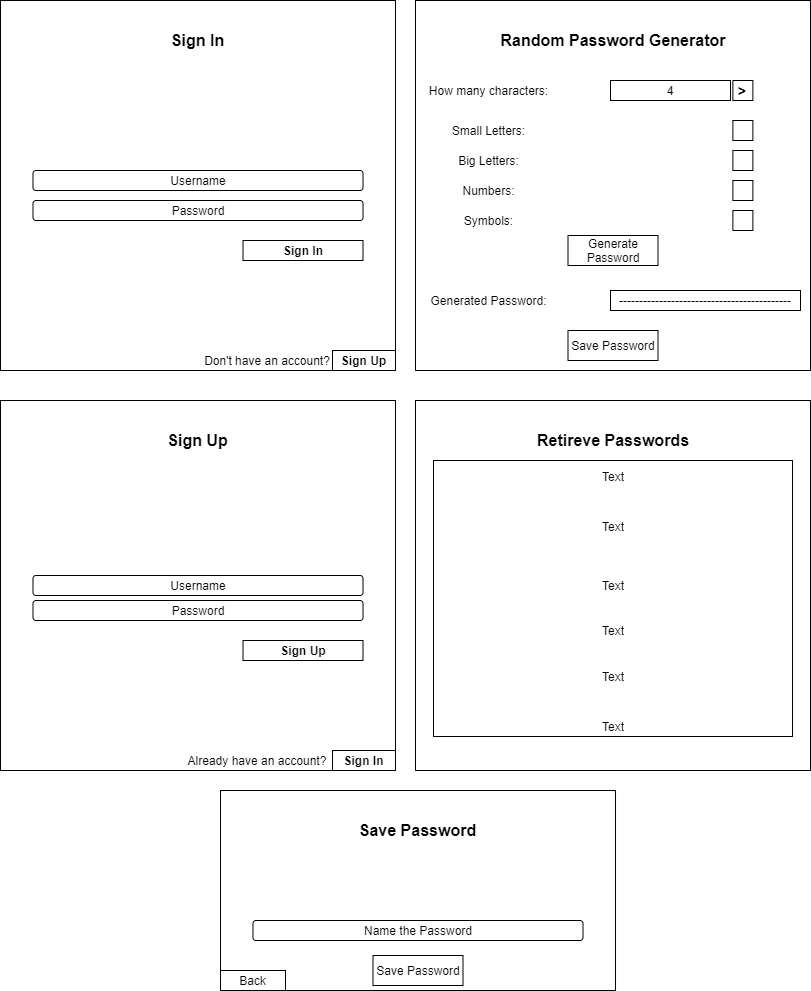 Sign In
Username
Password
Sign In
Don't have an account? Sign Up
Random Password Generator
How many characters: 4 >
Small Letters:
Big Letters:
Numbers:
Symbols:
Generate
Password
Generated Password: -------------------------------------------
Save Password
Sign Up
Username
Password
Sign Up
Already have an account? Sign In
Retireve Passwords
Text
Text
Text
Text
Text
Text
Save Password
Name the Password
Save Password
Back